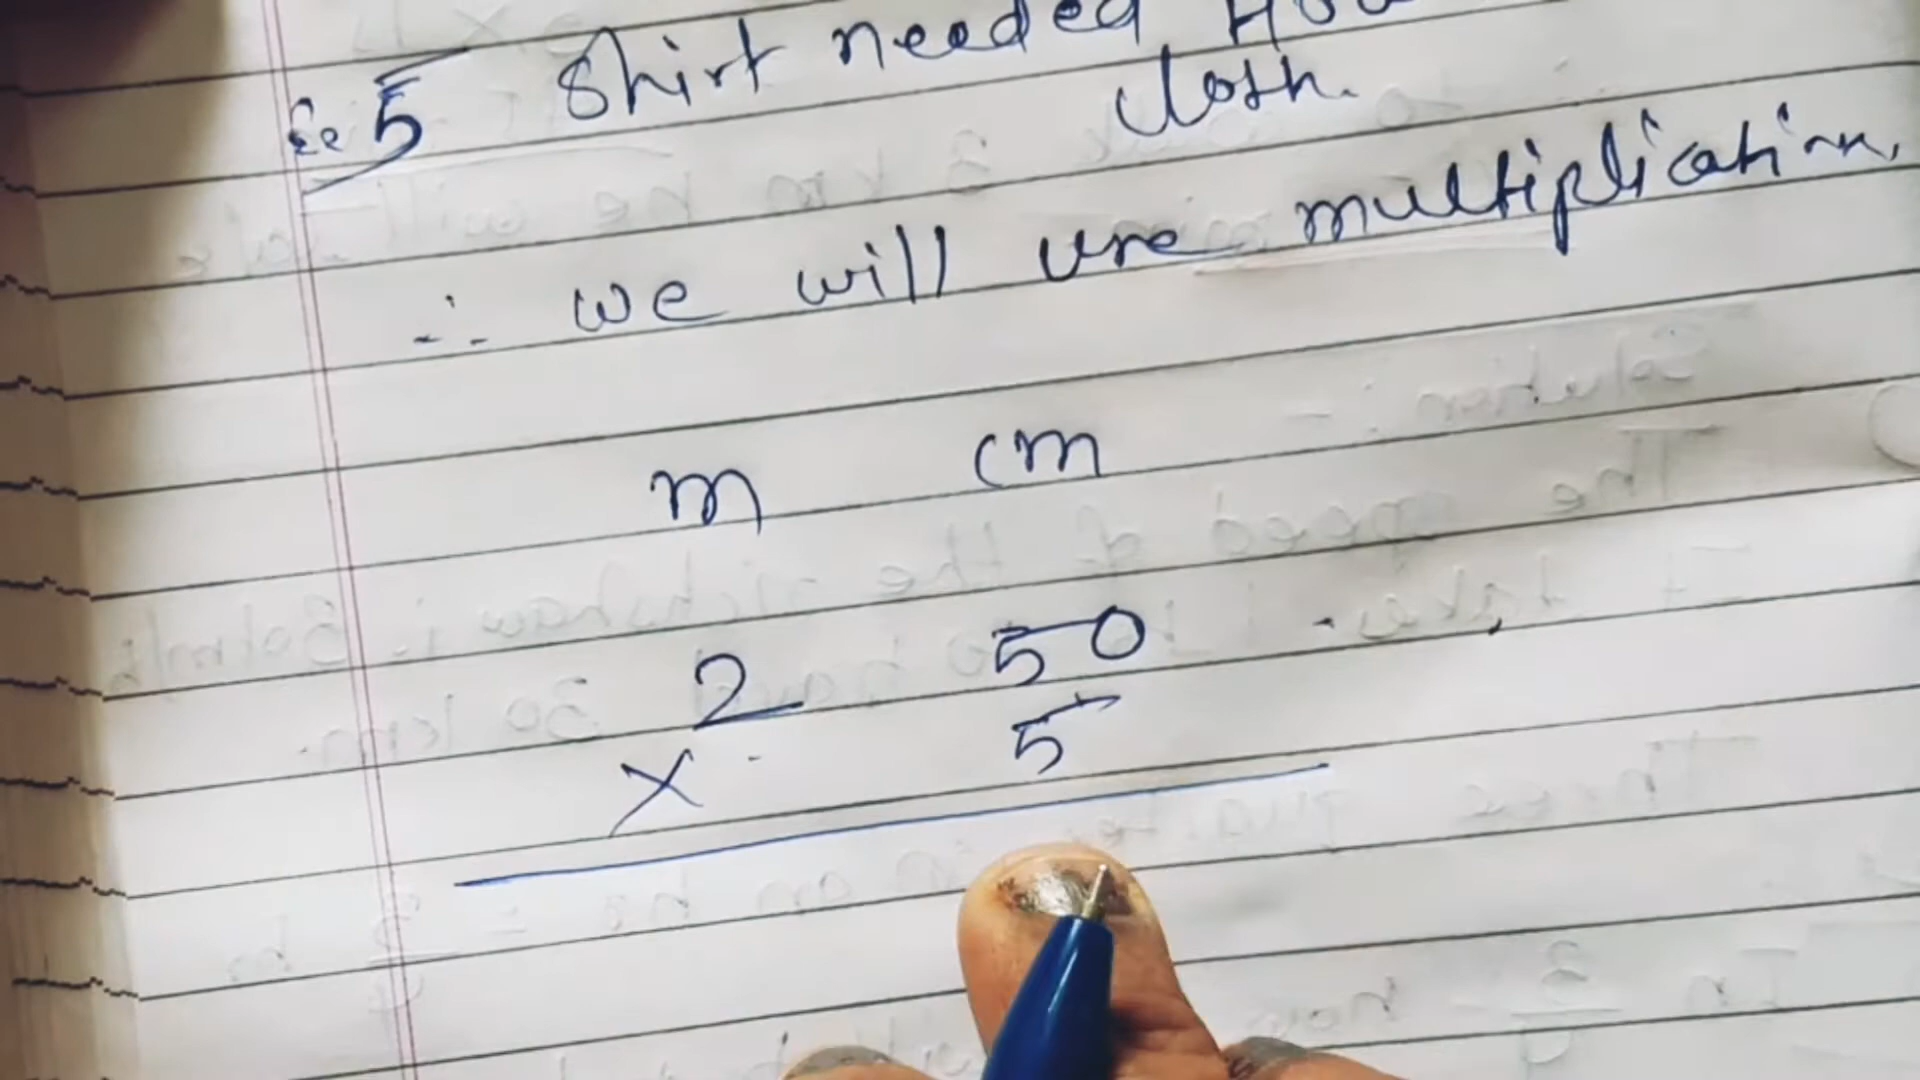 5 Shirt needed
cloth.
∴ we will use multiplication.
m cm
2 50
× 5